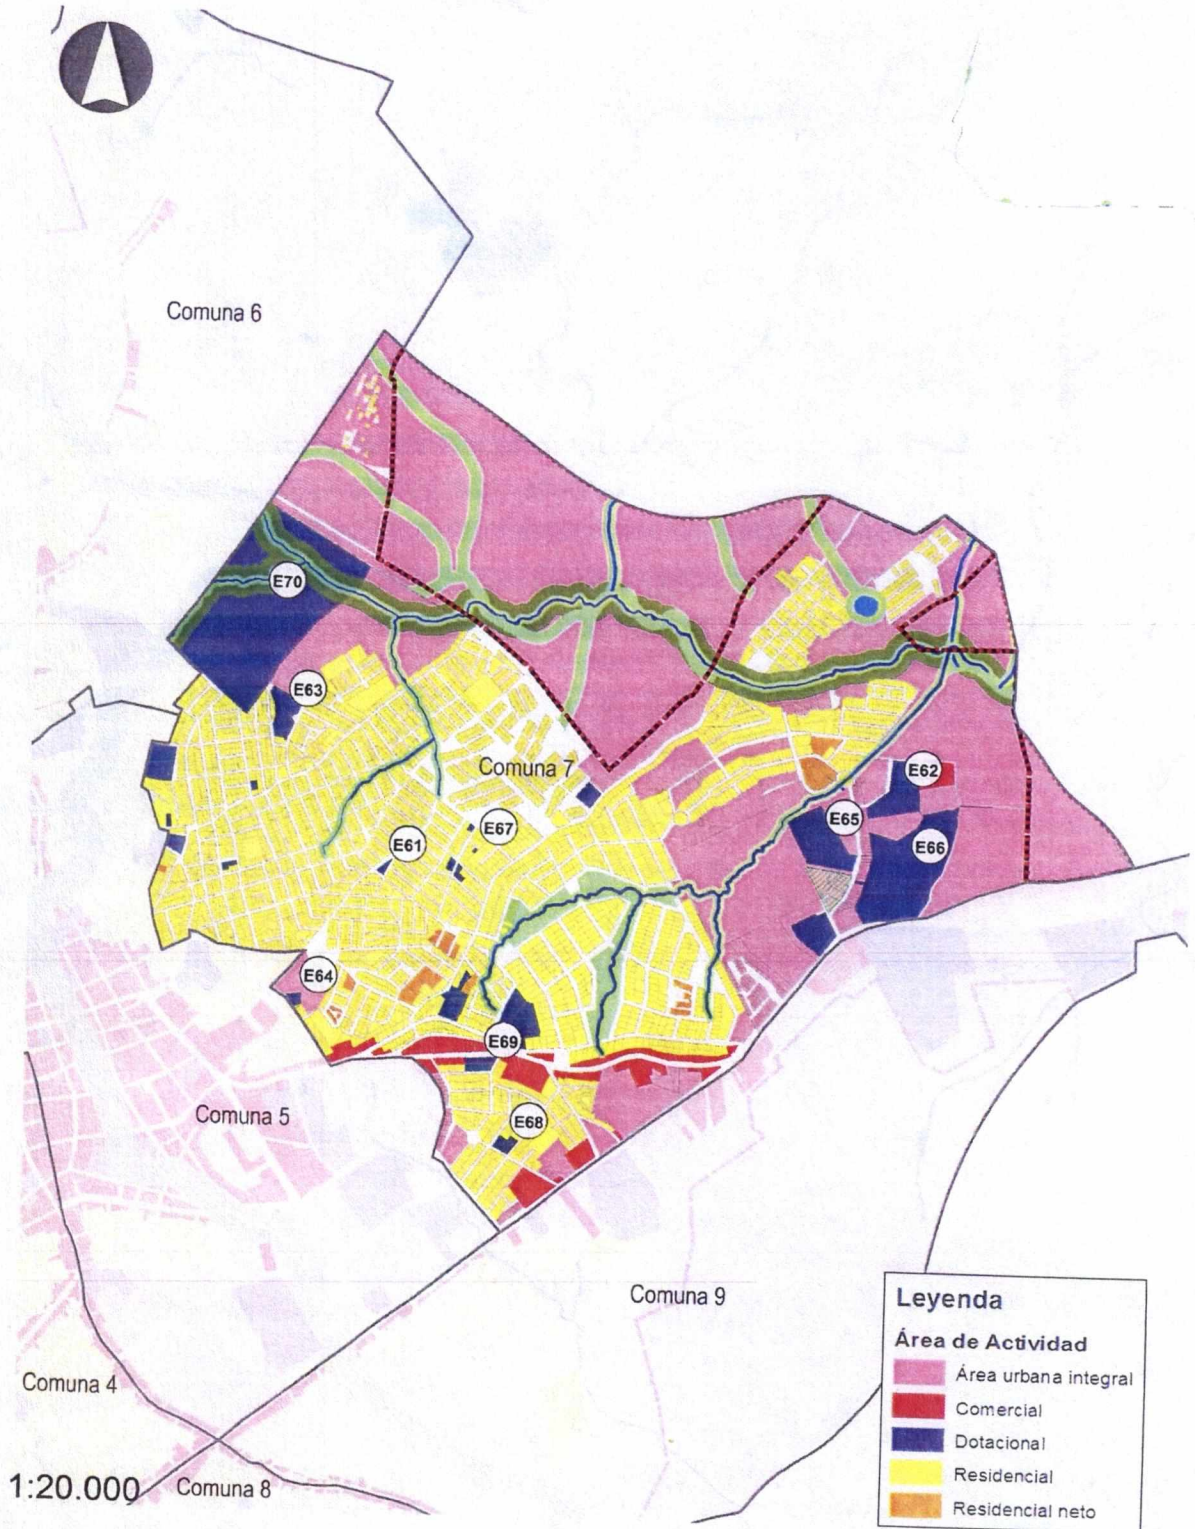 Comuna 6
E70
E63
Comuna 7
E62
E65
E67
E61
E66
E64
E69
Comuna 5
E68
Comuna 9
Leyenda
Área de Actividad
Área urbana integral
Comercial
Dotacional
Residencial
Residencial neto
Comuna 4
1:20.000
Comuna 8